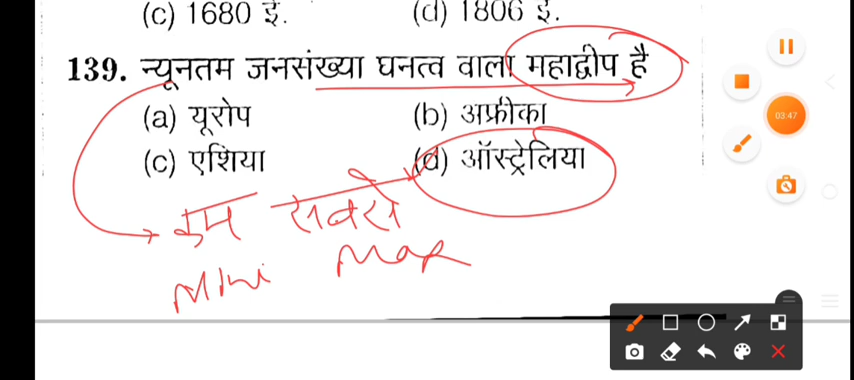 (c) 1680 ई. (d) 1806 ई.
139. न्यूनतम जनसंख्या घनत्व वाला महाद्वीप है
(a) यूरोप (b) अफ्रीका
(c) एशिया (d) ऑस्ट्रेलिया
कम सबसे
Mini Max
03:47